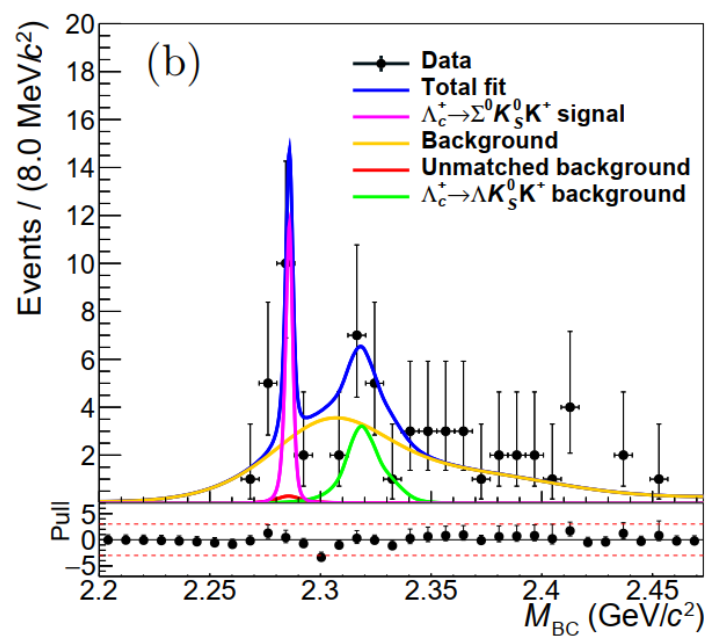 (b)
Data
Total fit
Λc+→Σ0KS0K+ signal
Background
Unmatched background
Λc+→ΛKS0K+ background
Events / (8.0 MeV/c2)
20
18
16
14
12
10
8
6
4
2
0
Pull
5
0
−5
2.2 2.25 2.3 2.35 2.4 2.45
MBC (GeV/c2)